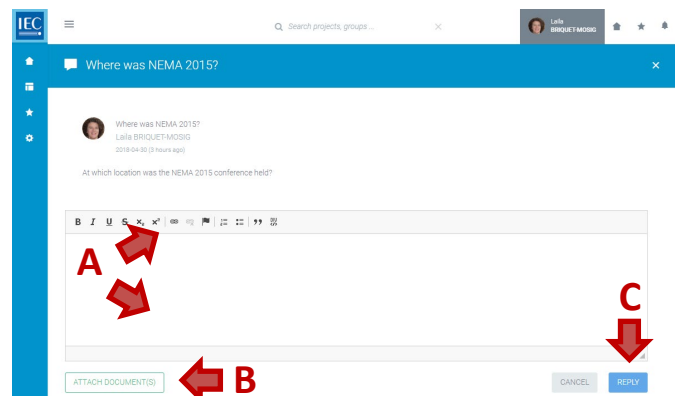 IEC
Search projects, groups ...
Laila
BRIQUET-MOSIG
Where was NEMA 2015?
Where was NEMA 2015?
Laila BRIQUET-MOSIG
2018-04-30 (3 hours ago)
At which location was the NEMA 2015 conference held?
B I U S x₂ x²
A
C
B
ATTACH DOCUMENT(S)
CANCEL
REPLY